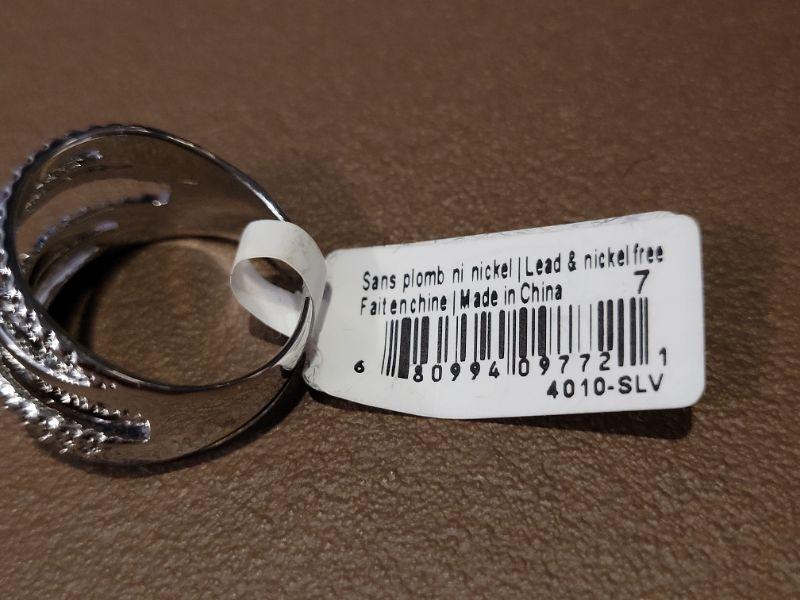 Sans plomb ni nickel | Lead & nickel free
Fait en chine | Made in China 7
6 80994 09772 1
4010-SLV